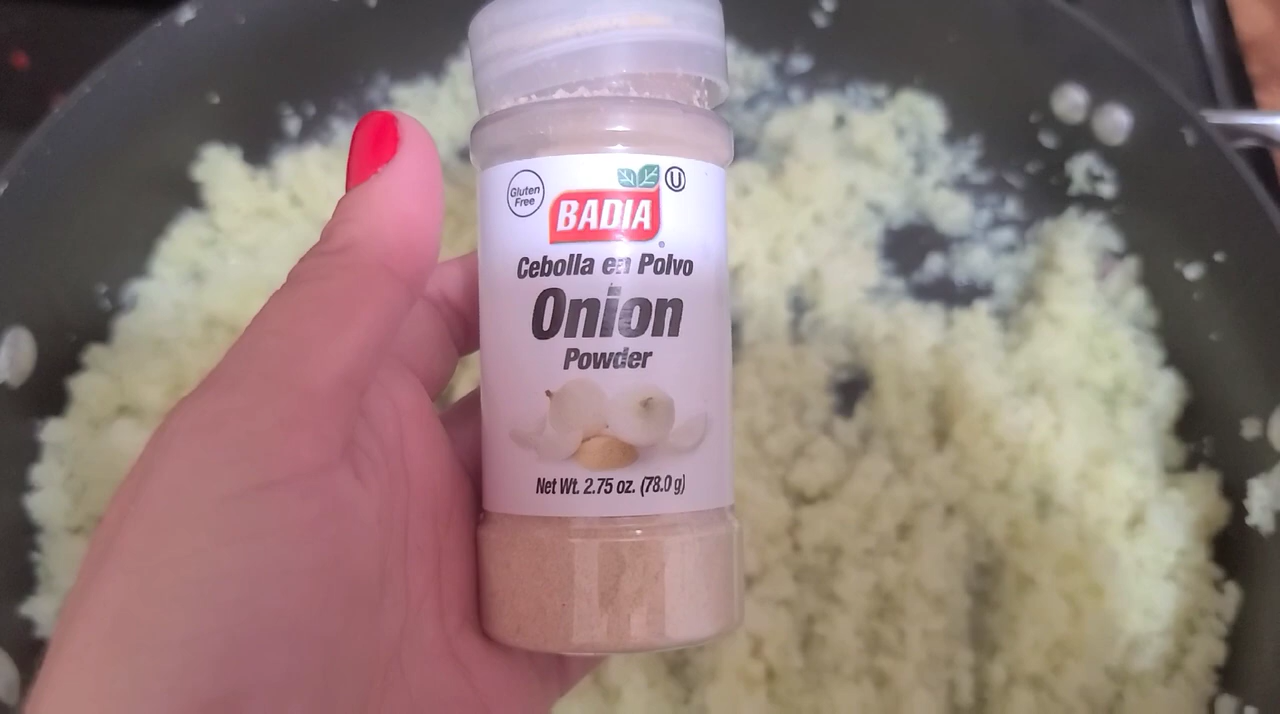 Gluten
Free
U
BADIA
®
Cebolla en Polvo
Onion
Powder
Net Wt. 2.75 oz. (78.0 g)